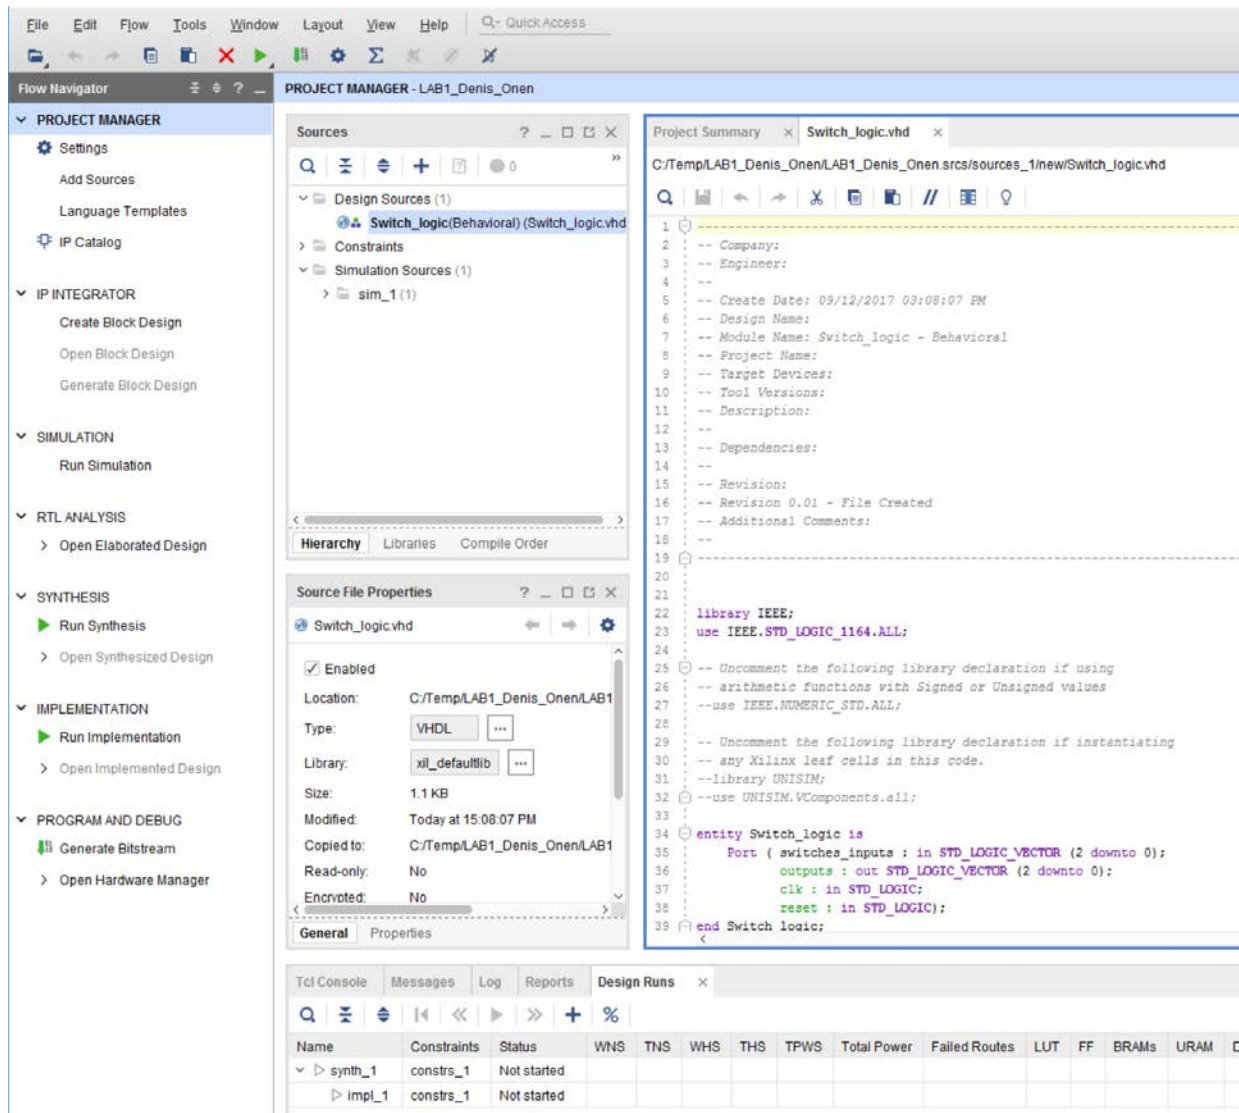 File Edit Flow Tools Window Layout View Help Quick Access
Flow Navigator
PROJECT MANAGER
Settings
Add Sources
Language Templates
IP Catalog
IP INTEGRATOR
Create Block Design
Open Block Design
Generate Block Design
SIMULATION
Run Simulation
RTL ANALYSIS
Open Elaborated Design
SYNTHESIS
Run Synthesis
Open Synthesized Design
IMPLEMENTATION
Run Implementation
Open Implemented Design
PROGRAM AND DEBUG
Generate Bitstream
Open Hardware Manager
PROJECT MANAGER - LAB1_Denis_Onen
Sources
0
Design Sources (1)
Switch_logic(Behavioral) (Switch_logic.vhd
Constraints
Simulation Sources (1)
sim_1 (1)
Hierarchy Libraries Compile Order
Source File Properties
Switch_logic.vhd
Enabled
Location: C:/Temp/LAB1_Denis_Onen/LAB1
Type: VHDL ...
Library: xil_defaultlib ...
Size: 1.1 KB
Modified: Today at 15:08:07 PM
Copied to: C:/Temp/LAB1_Denis_Onen/LAB1
Read-only: No
Encrypted: No
General Properties
Project Summary Switch_logic.vhd
C:/Temp/LAB1_Denis_Onen/LAB1_Denis_Onen.srcs/sources_1/new/Switch_logic.vhd
1 ----------------------------------------------------------------------------------
2 -- Company:
3 -- Engineer:
4 --
5 -- Create Date: 09/12/2017 03:08:07 PM
6 -- Design Name:
7 -- Module Name: Switch_logic - Behavioral
8 -- Project Name:
9 -- Target Devices:
10 -- Tool Versions:
11 -- Description:
12 --
13 -- Dependencies:
14 --
15 -- Revision:
16 -- Revision 0.01 - File Created
17 -- Additional Comments:
18 --
19 ----------------------------------------------------------------------------------
20
21
22 library IEEE;
23 use IEEE.STD_LOGIC_1164.ALL;
24
25 -- Uncomment the following library declaration if using
26 -- arithmetic functions with Signed or Unsigned values
27 --use IEEE.NUMERIC_STD.ALL;
28
29 -- Uncomment the following library declaration if instantiating
30 -- any Xilinx leaf cells in this code.
31 --library UNISIM;
32 --use UNISIM.VComponents.all;
33
34 entity Switch_logic is
35 Port ( switches_inputs : in STD_LOGIC_VECTOR (2 downto 0);
36 outputs : out STD_LOGIC_VECTOR (2 downto 0);
37 clk : in STD_LOGIC;
38 reset : in STD_LOGIC);
39 end Switch_logic;
Tcl Console Messages Log Reports Design Runs
Name Constraints Status WNS TNS WHS THS TPWS Total Power Failed Routes LUT FF BRAMs URAM D
synth_1 constrs_1 Not started
impl_1 constrs_1 Not started